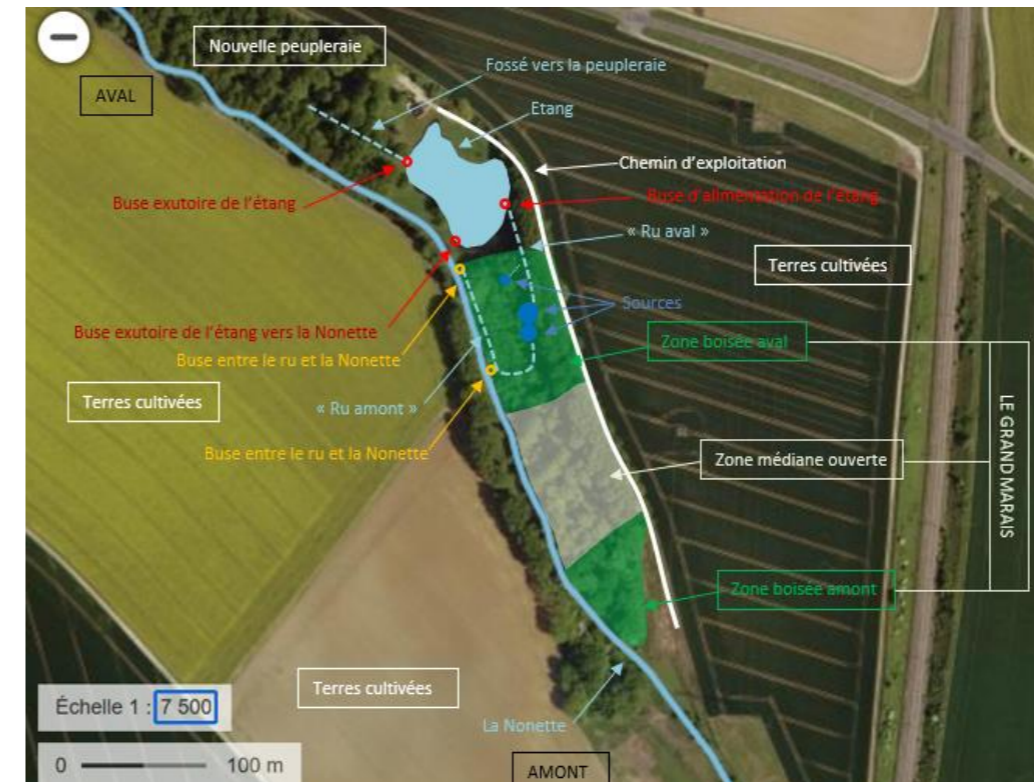 Nouvelle peupleraie
Fossé vers la peupleraie
AVAL
Etang
Chemin d'exploitation
Buse exutoire de l'étang
Buse d'alimentation de l'étang
« Ru aval »
Terres cultivées
Sources
Buse exutoire de l'étang vers la Nonette
Zone boisée aval
Buse entre le ru et la Nonette
Terres cultivées
« Ru amont »
LE GRAND MARAIS
Buse entre le ru et la Nonette
Zone médiane ouverte
Zone boisée amont
Terres cultivées
Échelle 1 : 7 500
La Nonette
0 100 m
AMONT